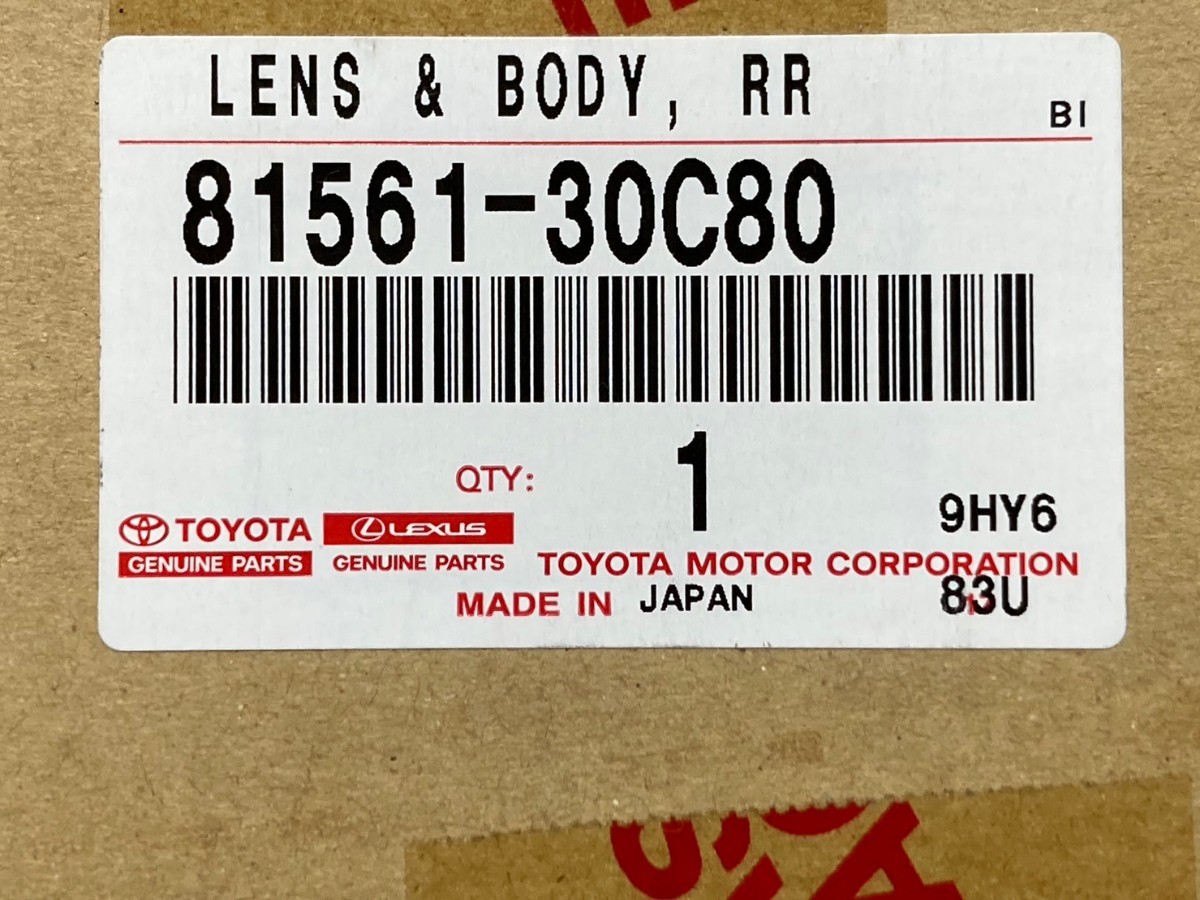 LENS & BODY, RR
BI
81561-30C80
QTY: 1
9HY6
TOYOTA LEXUS
GENUINE PARTS GENUINE PARTS
TOYOTA MOTOR CORPORATION
MADE IN JAPAN
83U